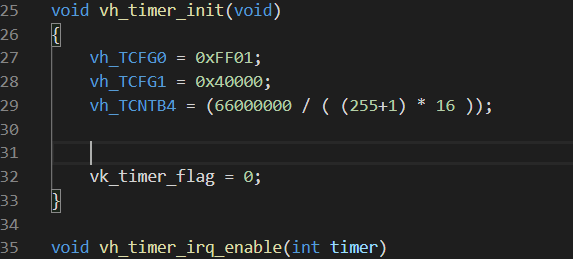 25 void vh_timer_init(void)
26 {
27     vh_TCFG0 = 0xFF01;
28     vh_TCFG1 = 0x40000;
29     vh_TCNTB4 = (66000000 / ( (255+1) * 16 ));
30
31
32     vk_timer_flag = 0;
33 }
34
35 void vh_timer_irq_enable(int timer)